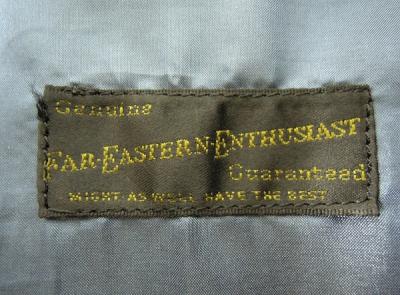 Genuine
FAR-EASTERN-ENTHUSIAST
Guaranteed
MIGHT AS WELL HAVE THE BEST